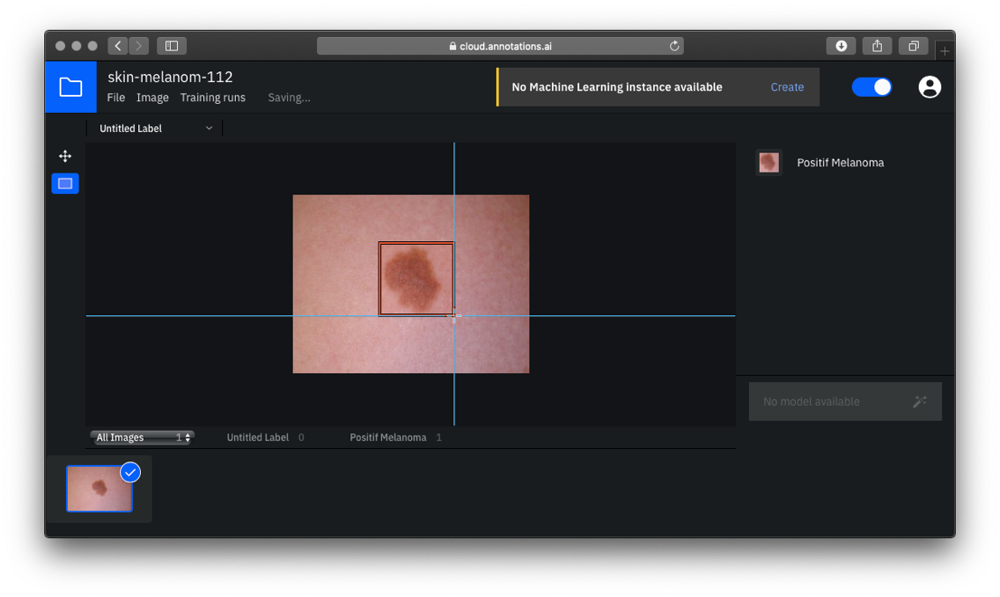 cloud.annotations.ai
skin-melanom-112
File Image Training runs Saving...
No Machine Learning instance available Create
Untitled Label
Positif Melanoma
No model available
All Images 1 Untitled Label 0 Positif Melanoma 1